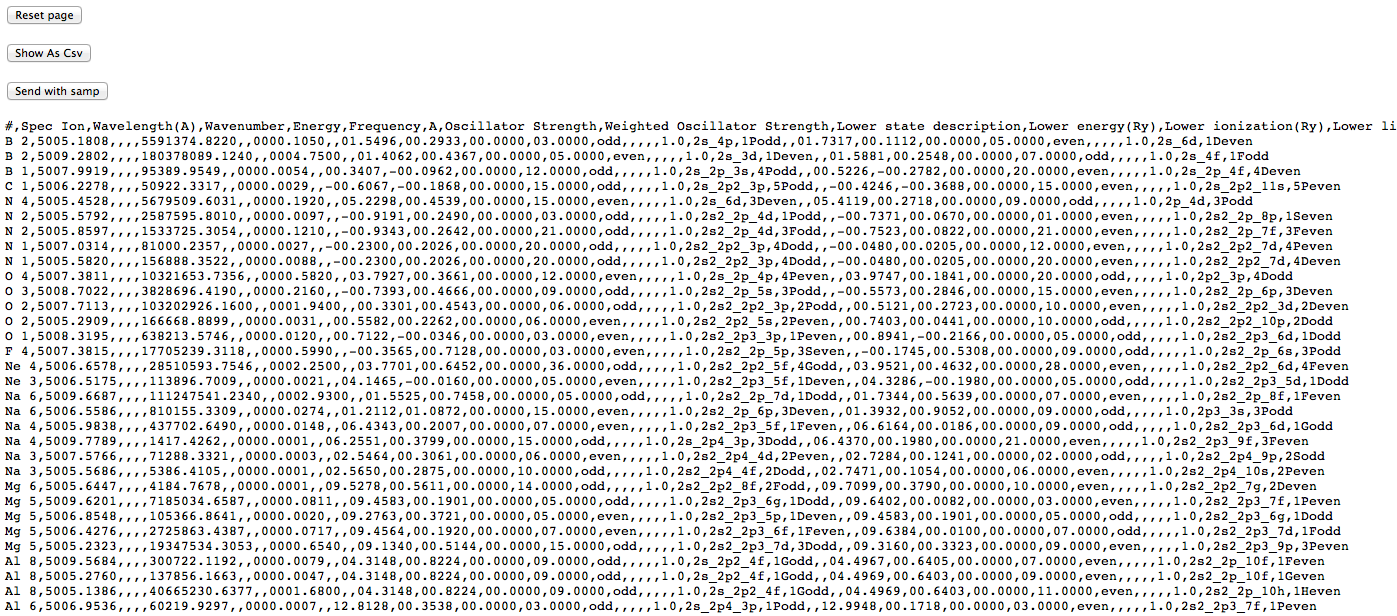 Reset page
Show As Csv
Send with samp
#,Spec Ion,Wavelength(A),Wavenumber,Energy,Frequency,A,Oscillator Strength,Weighted Oscillator Strength,Lower state description,Lower energy(Ry),Lower ionization(Ry),Lower li
B 2,5005.1808,,,,5591374.8220,,0000.1050,,01.5496,00.2933,00.0000,03.0000,odd,,,,,1.0,2s_4p,1Podd,,01.7317,00.1112,00.0000,05.0000,even,,,,,1.0,2s_6d,1Deven
B 2,5009.2802,,,,180378089.1240,,0004.7500,,01.4062,00.4367,00.0000,05.0000,even,,,,,1.0,2s_3d,1Deven,,01.5881,00.2548,00.0000,07.0000,odd,,,,,1.0,2s_4f,1Fodd
B 1,5007.9919,,,,95389.9549,,0000.0054,,00.3407,-00.0962,00.0000,12.0000,odd,,,,,1.0,2s_2p_3s,4Podd,,00.5226,-00.2782,00.0000,20.0000,even,,,,,1.0,2s_2p_4f,4Deven
C 1,5006.2278,,,,50922.3317,,0000.0029,,-00.6067,-00.1868,00.0000,15.0000,odd,,,,,1.0,2s_2p2_3p,5Podd,,-00.4246,-00.3688,00.0000,15.0000,even,,,,,1.0,2s_2p2_11s,5Peven
N 4,5005.4528,,,,5679509.6031,,0000.1920,,05.2298,00.4539,00.0000,15.0000,even,,,,,1.0,2s_6d,3Deven,,05.4119,00.2718,00.0000,09.0000,odd,,,,,1.0,2p_4d,3Podd
N 2,5005.5792,,,,2587595.8010,,0000.0097,,-00.9191,00.2490,00.0000,03.0000,odd,,,,,1.0,2s2_2p_4d,1Podd,,-00.7371,00.0670,00.0000,01.0000,even,,,,,1.0,2s2_2p_8p,1Seven
N 2,5005.8597,,,,1533725.3054,,0000.1210,,-00.9343,00.2642,00.0000,21.0000,odd,,,,,1.0,2s2_2p_4d,3Fodd,,-00.7523,00.0822,00.0000,21.0000,even,,,,,1.0,2s2_2p_7f,3Feven
N 1,5007.0314,,,,81000.2357,,0000.0027,,-00.2300,00.2026,00.0000,20.0000,odd,,,,,1.0,2s2_2p2_3p,4Dodd,,-00.0480,00.0205,00.0000,12.0000,even,,,,,1.0,2s2_2p2_7d,4Peven
N 1,5005.5820,,,,156888.3522,,0000.0088,,-00.2300,00.2026,00.0000,20.0000,odd,,,,,1.0,2s2_2p2_3p,4Dodd,,-00.0480,00.0205,00.0000,20.0000,even,,,,,1.0,2s2_2p2_7d,4Deven
O 4,5007.3811,,,,10321653.7356,,0000.5820,,03.7927,00.3661,00.0000,12.0000,even,,,,,1.0,2s_2p_4p,4Peven,,03.9747,00.1841,00.0000,20.0000,odd,,,,,1.0,2p2_3p,4Dodd
O 3,5008.7022,,,,3828696.4190,,0000.2160,,-00.7393,00.4666,00.0000,09.0000,odd,,,,,1.0,2s2_2p_5s,3Podd,,-00.5573,00.2846,00.0000,15.0000,even,,,,,1.0,2s2_2p_6p,3Deven
O 2,5007.7113,,,,103202926.1600,,0001.9400,,00.3301,00.4543,00.0000,06.0000,odd,,,,,1.0,2s_2p2_2p_3p,2Podd,,00.5121,00.2723,00.0000,10.0000,even,,,,,1.0,2s2_2p2_3d,2Deven
O 2,5005.2909,,,,166668.8899,,0000.0031,,00.5582,00.2262,00.0000,06.0000,even,,,,,1.0,2s2_2p2_5s,2Peven,,00.7403,00.0441,00.0000,10.0000,odd,,,,,1.0,2s2_2p2_10p,2Dodd
O 1,5008.3195,,,,638213.5746,,0000.0120,,00.7122,-00.0346,00.0000,03.0000,even,,,,,1.0,2s2_2p3_3p,1Peven,,00.8941,-00.2166,00.0000,05.0000,odd,,,,,1.0,2s2_2p3_6d,1Dodd
F 4,5007.3815,,,,17705239.3118,,0000.5990,,-00.3565,00.7128,00.0000,03.0000,even,,,,,1.0,2s2_2p_5p,3Seven,,-00.1745,00.5308,00.0000,09.0000,odd,,,,,1.0,2s2_2p_6s,3Podd
Ne 4,5006.6578,,,,28510593.7546,,0002.2500,,03.7701,00.6452,00.0000,36.0000,odd,,,,,1.0,2s2_2p2_5f,4Godd,,03.9521,00.4632,00.0000,28.0000,even,,,,,1.0,2s2_2p2_6d,4Feven
Ne 3,5006.5175,,,,113896.7009,,0000.0021,,04.1465,-00.0160,00.0000,05.0000,even,,,,,1.0,2s2_2p3_5f,1Deven,,04.3286,-00.1980,00.0000,05.0000,odd,,,,,1.0,2s2_2p3_5d,1Dodd
Na 6,5009.6687,,,,111247541.2340,,0002.9300,,01.5525,00.7458,00.0000,05.0000,odd,,,,,1.0,2s2_2p_7d,1Dodd,,01.7344,00.5639,00.0000,07.0000,even,,,,,1.0,2s2_2p_8f,1Feven
Na 6,5006.5586,,,,810155.3309,,0000.0274,,01.2112,01.0872,00.0000,15.0000,even,,,,,1.0,2s2_2p_6p,3Deven,,01.3932,00.9052,00.0000,09.0000,odd,,,,,1.0,2p3_3s,3Podd
Na 4,5005.9838,,,,437702.6490,,0000.0148,,06.4343,00.2007,00.0000,07.0000,even,,,,,1.0,2s2_2p3_5f,1Feven,,06.6164,00.0186,00.0000,09.0000,odd,,,,,1.0,2s2_2p3_6d,1Godd
Na 4,5009.7789,,,,1417.4262,,0000.0001,,06.2551,00.3799,00.0000,15.0000,odd,,,,,1.0,2s_2p4_3p,3Dodd,,06.4370,00.1980,00.0000,21.0000,even,,,,,1.0,2s2_2p3_9f,3Feven
Na 3,5007.5766,,,,71288.3321,,0000.0003,,02.5464,00.3061,00.0000,06.0000,even,,,,,1.0,2s2_2p4_4d,2Peven,,02.7284,00.1241,00.0000,02.0000,odd,,,,,1.0,2s2_2p4_9p,2Sodd
Na 3,5005.5686,,,,5386.4105,,0000.0001,,02.5650,00.2875,00.0000,10.0000,odd,,,,,1.0,2s2_2p4_4f,2Dodd,,02.7471,00.1054,00.0000,06.0000,even,,,,,1.0,2s2_2p4_10s,2Peven
Mg 6,5005.6447,,,,4184.7678,,0000.0001,,09.5278,00.5611,00.0000,14.0000,odd,,,,,1.0,2s2_2p2_8f,2Fodd,,09.7099,00.3790,00.0000,10.0000,even,,,,,1.0,2s2_2p2_7g,2Deven
Mg 5,5009.6201,,,,7185034.6587,,0000.0811,,09.4583,00.1901,00.0000,05.0000,odd,,,,,1.0,2s2_2p3_6g,1Dodd,,09.6402,00.0082,00.0000,03.0000,even,,,,,1.0,2s2_2p3_7f,1Peven
Mg 5,5006.8548,,,,105366.8641,,0000.0020,,09.2763,00.3721,00.0000,05.0000,even,,,,,1.0,2s2_2p3_5p,1Deven,,09.4583,00.1901,00.0000,05.0000,odd,,,,,1.0,2s2_2p3_6g,1Dodd
Mg 5,5006.4276,,,,2725863.4387,,0000.0717,,09.4564,00.1920,00.0000,07.0000,even,,,,,1.0,2s2_2p3_6f,1Feven,,09.6384,00.0100,00.0000,07.0000,odd,,,,,1.0,2s2_2p3_7d,1Fodd
Mg 5,5005.2323,,,,19347534.3053,,0000.6540,,09.1340,00.5144,00.0000,15.0000,odd,,,,,1.0,2s2_2p3_7d,3Dodd,,09.3160,00.3323,00.0000,09.0000,even,,,,,1.0,2s2_2p3_9p,3Peven
Al 8,5009.5684,,,,300722.1192,,0000.0079,,04.3148,00.8224,00.0000,09.0000,odd,,,,,1.0,2s_2p2_4f,1Godd,,04.4967,00.6405,00.0000,07.0000,even,,,,,1.0,2s2_2p_10f,1Feven
Al 8,5005.2760,,,,137856.1663,,0000.0047,,04.3148,00.8224,00.0000,09.0000,odd,,,,,1.0,2s_2p2_4f,1Godd,,04.4969,00.6403,00.0000,09.0000,even,,,,,1.0,2s2_2p_10f,1Geven
Al 8,5005.1386,,,,40665230.6377,,0001.6800,,04.3148,00.8224,00.0000,09.0000,odd,,,,,1.0,2s_2p2_4f,1Godd,,04.4969,00.6403,00.0000,11.0000,even,,,,,1.0,2s2_2p_10h,1Heven
Al 6,5006.9536,,,,60219.9297,,0000.0007,,12.8128,00.3538,00.0000,03.0000,odd,,,,,1.0,2s_2p4_3p,1Podd,,12.9948,00.1718,00.0000,03.0000,even,,,,,1.0,2s2_2p3_7f,1Peven